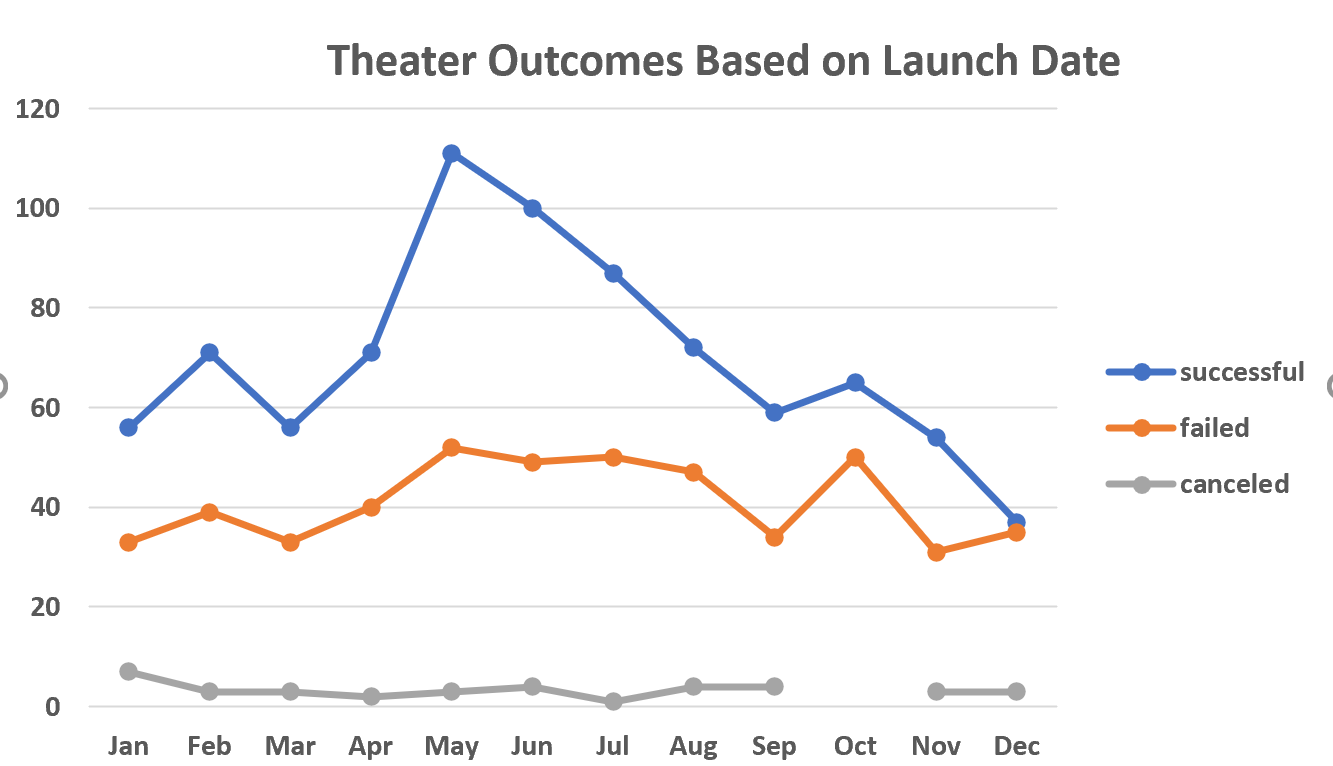 Theater Outcomes Based on Launch Date
120
100
80
60
40
20
0
Jan Feb Mar Apr May Jun Jul Aug Sep Oct Nov Dec
successful
failed
canceled